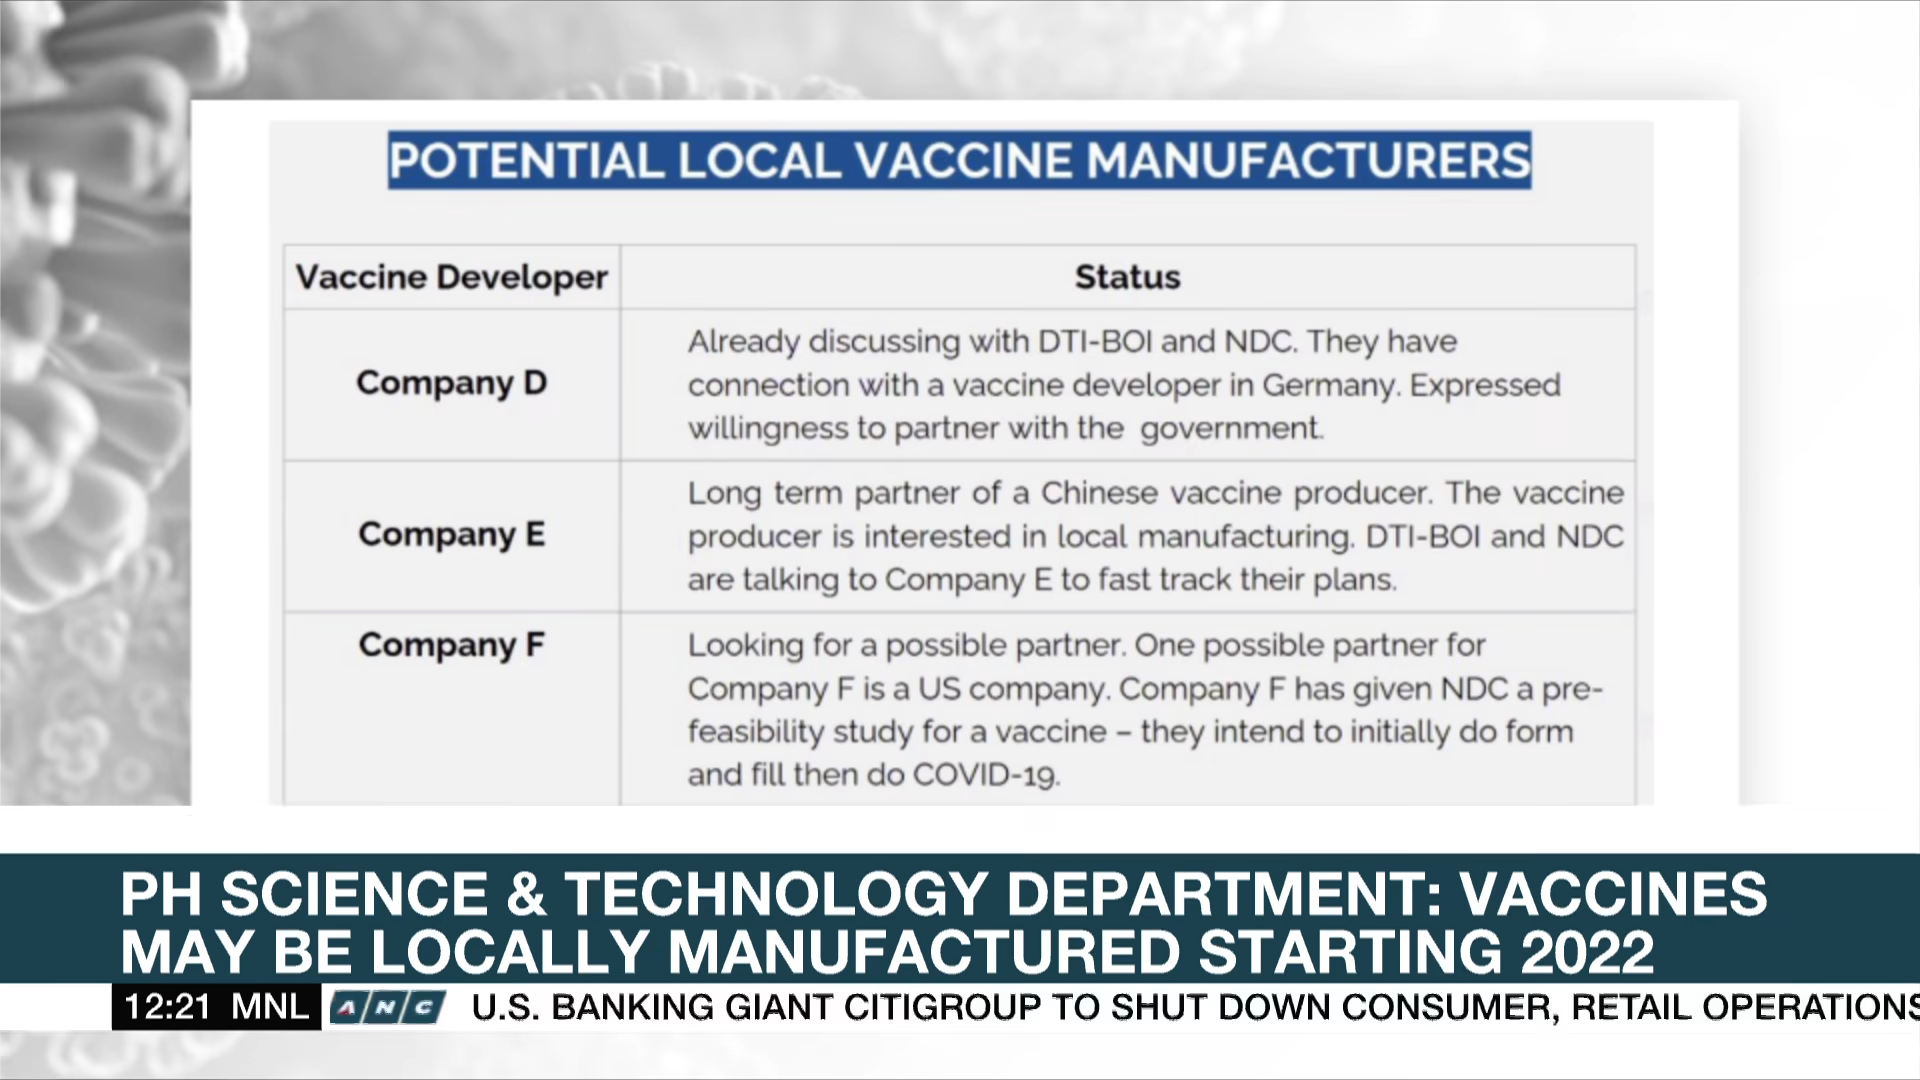 POTENTIAL LOCAL VACCINE MANUFACTURERS
Vaccine Developer
Status
Company D
Already discussing with DTI-BOI and NDC. They have
connection with a vaccine developer in Germany. Expressed
willingness to partner with the government.
Company E
Long term partner of a Chinese vaccine producer. The vaccine
producer is interested in local manufacturing. DTI-BOI and NDC
are talking to Company E to fast track their plans.
Company F
Looking for a possible partner. One possible partner for
Company F is a US company. Company F has given NDC a pre-
feasibility study for a vaccine – they intend to initially do form
and fill then do COVID-19.
PH SCIENCE & TECHNOLOGY DEPARTMENT: VACCINES
MAY BE LOCALLY MANUFACTURED STARTING 2022
12:21 MNL ANC U.S. BANKING GIANT CITIGROUP TO SHUT DOWN CONSUMER, RETAIL OPERATIONS